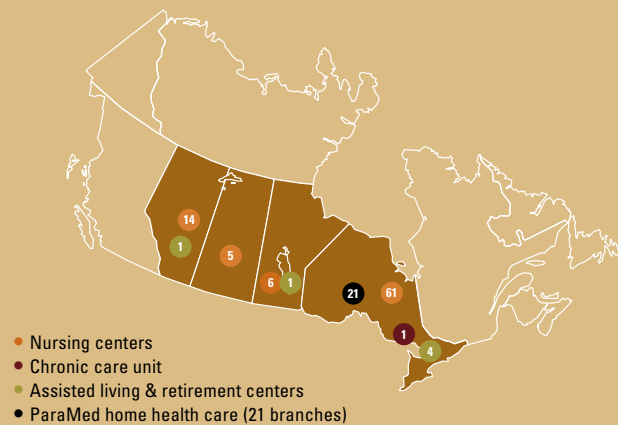 14
1
5
6
1
21
61
1
4
Nursing centers
Chronic care unit
Assisted living & retirement centers
ParaMed home health care (21 branches)